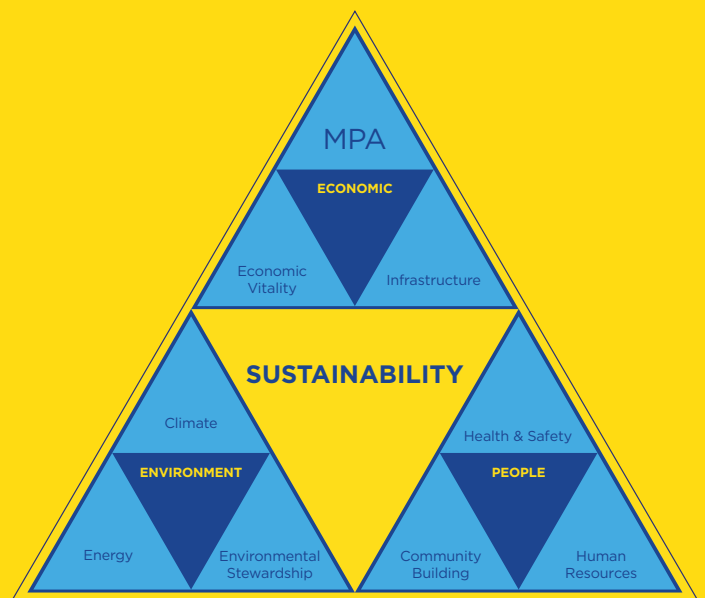 MPA
ECONOMIC
Economic
Vitality
Infrastructure
SUSTAINABILITY
Climate
ENVIRONMENT
Energy
Environmental
Stewardship
Health & Safety
PEOPLE
Community
Building
Human
Resources